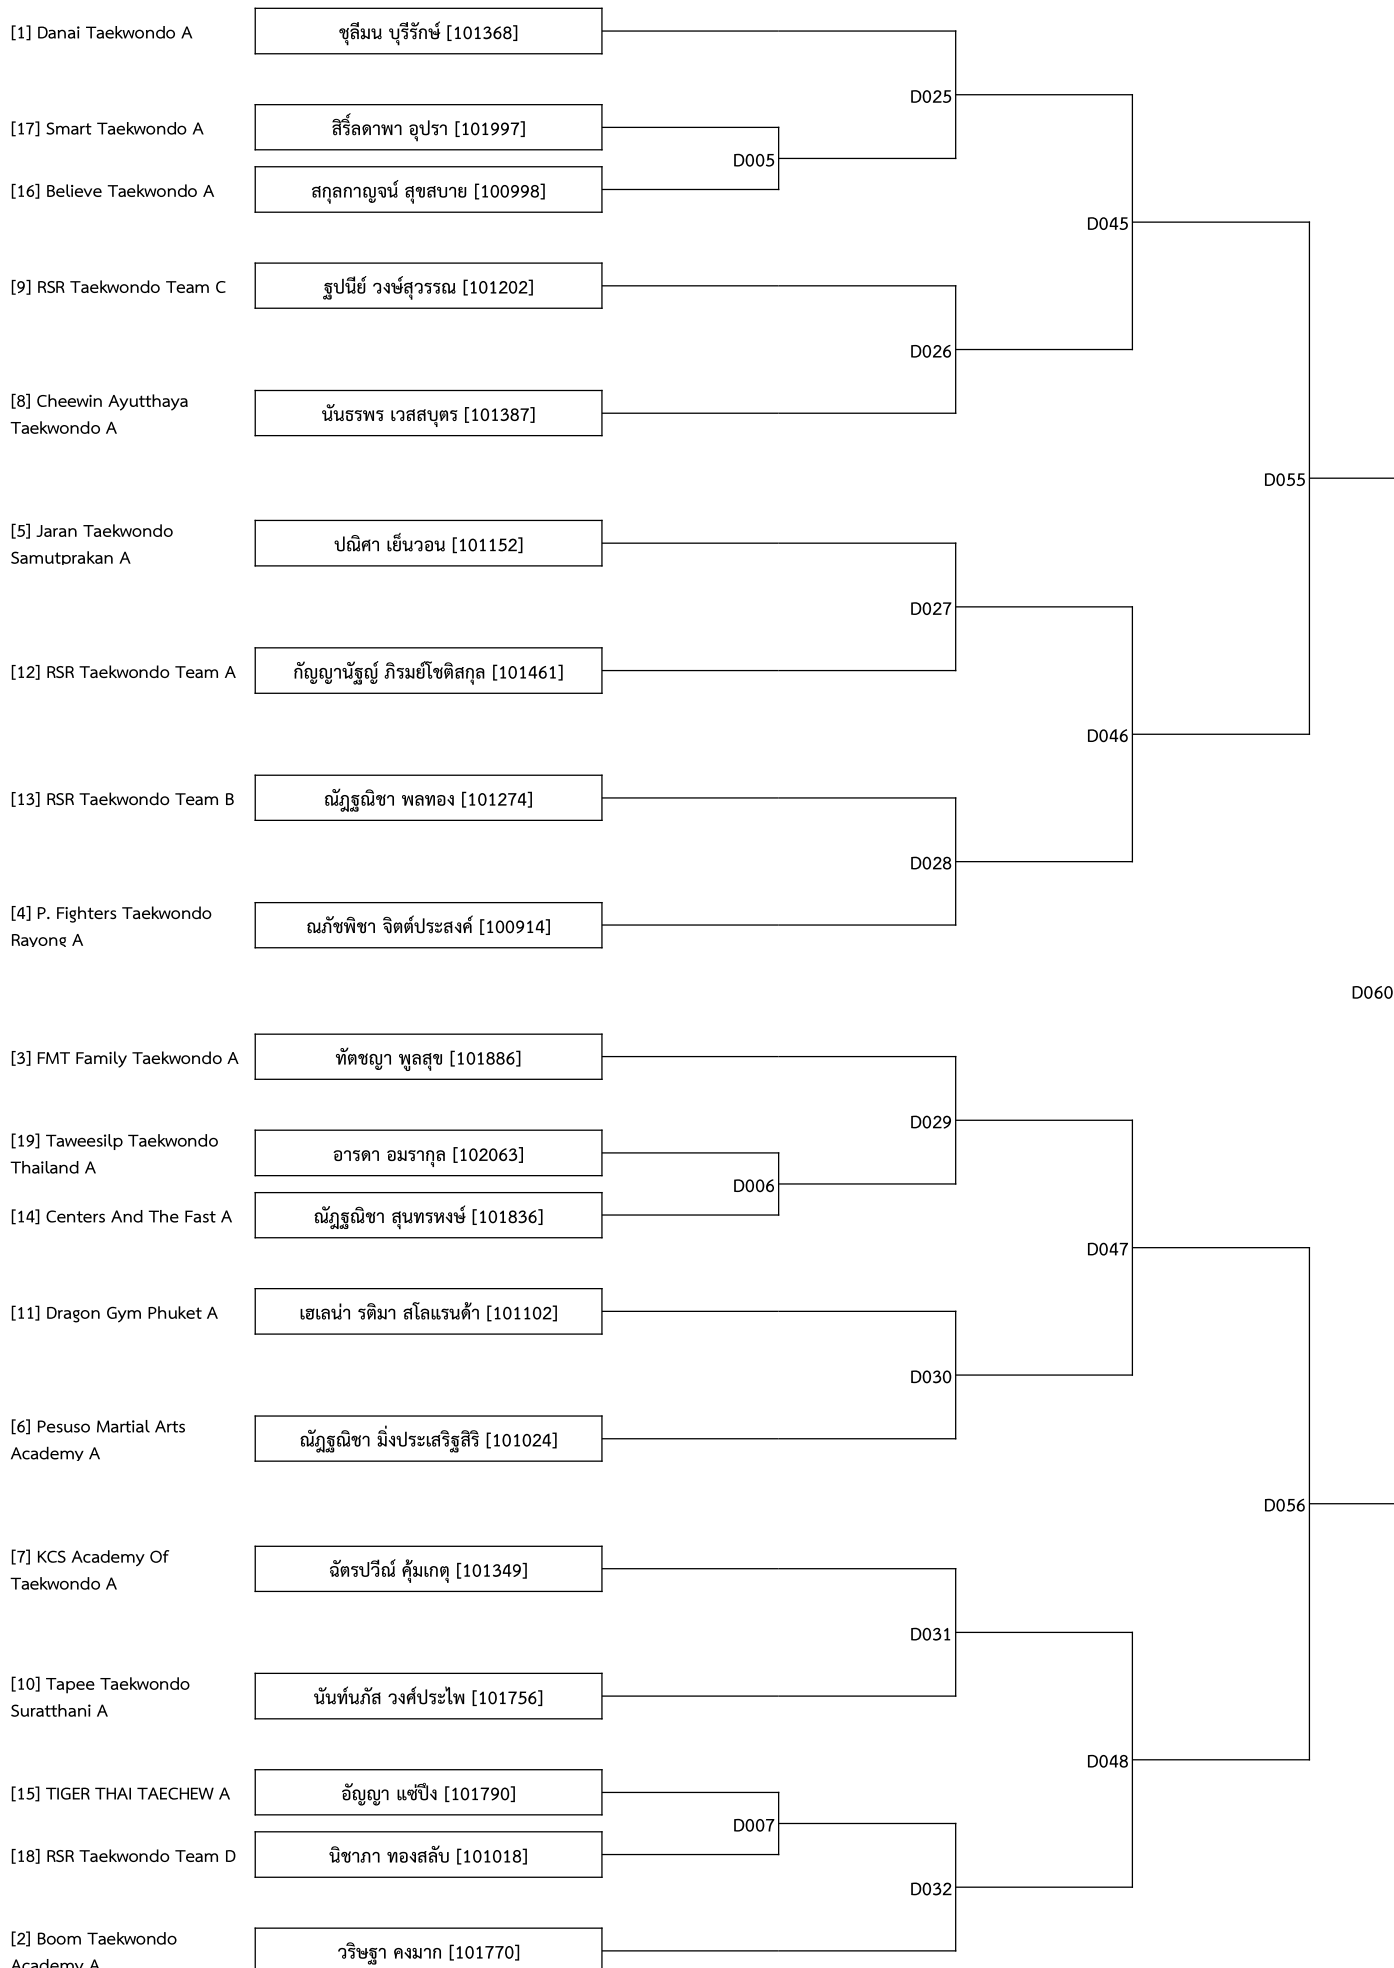 [1] Danai Taekwondo A
ชุลีมน บุรีรักษ์ [101368]
D025
[17] Smart Taekwondo A
สิริ์ลดาพา อุปรา [101997]
D005
[16] Believe Taekwondo A
สกุลกาญจน์ สุขสบาย [100998]
D045
[9] RSR Taekwondo Team C
ฐปนีย์ วงษ์สุวรรณ [101202]
D026
[8] Cheewin Ayutthaya
Taekwondo A
นันธรพร เวสสบุตร [101387]
D055
[5] Jaran Taekwondo
Samutprakan A
ปณิศา เย็นวอน [101152]
D027
[12] RSR Taekwondo Team A
กัญญานัฐญ์ ภิรมย์โชติสกุล [101461]
D046
[13] RSR Taekwondo Team B
ณัฎฐณิชา พลทอง [101274]
D028
[4] P. Fighters Taekwondo
Rayong A
ณภัชพิชา จิตต์ประสงค์ [100914]
D060
[3] FMT Family Taekwondo A
ทัตชญา พูลสุข [101886]
D029
[19] Taweesilp Taekwondo
Thailand A
อารดา อมรากุล [102063]
D006
[14] Centers And The Fast A
ณัฎฐณิชา สุนทรหงษ์ [101836]
D047
[11] Dragon Gym Phuket A
เฮเลน่า รติมา สโลแรนด้า [101102]
D030
[6] Pesuso Martial Arts
Academy A
ณัฎฐณิชา มิ่งประเสริฐสิริ [101024]
D056
[7] KCS Academy Of
Taekwondo A
ฉัตรปวีณ์ คุ้มเกตุ [101349]
D031
[10] Tapee Taekwondo
Suratthani A
นันท์นภัส วงศ์ประไพ [101756]
D048
[15] TIGER THAI TAECHEW A
อัญญา แซ่ปึง [101790]
D007
[18] RSR Taekwondo Team D
นิชาภา ทองสลับ [101018]
D032
[2] Boom Taekwondo
Academy A
วริษฐา คงมาก [101770]